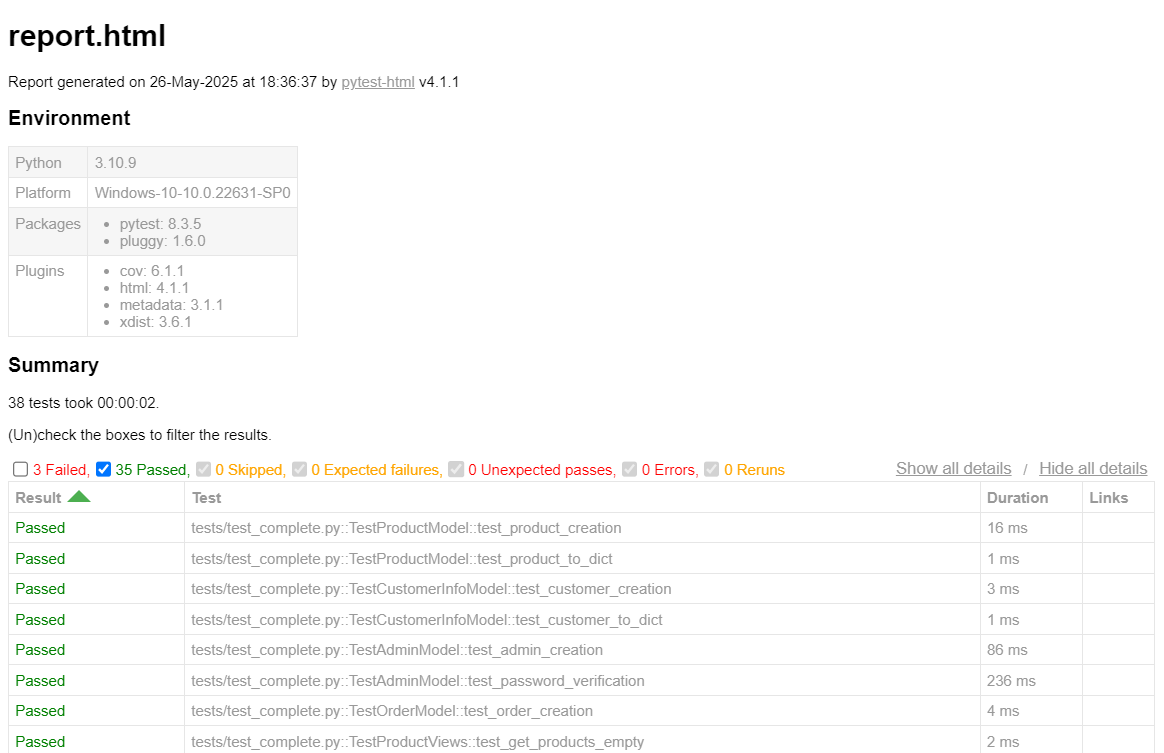 report.html
Report generated on 26-May-2025 at 18:36:37 by pytest-html v4.1.1
Environment
Python 3.10.9
Platform Windows-10-10.0.22631-SP0
Packages
• pytest: 8.3.5
• pluggy: 1.6.0
Plugins
• cov: 6.1.1
• html: 4.1.1
• metadata: 3.1.1
• xdist: 3.6.1
Summary
38 tests took 00:00:02.
(Un)check the boxes to filter the results.
3 Failed, 35 Passed, 0 Skipped, 0 Expected failures, 0 Unexpected passes, 0 Errors, 0 Reruns Show all details / Hide all details
Result Test Duration Links
Passed tests/test_complete.py::TestProductModel::test_product_creation 16 ms
Passed tests/test_complete.py::TestProductModel::test_product_to_dict 1 ms
Passed tests/test_complete.py::TestCustomerInfoModel::test_customer_creation 3 ms
Passed tests/test_complete.py::TestCustomerInfoModel::test_customer_to_dict 1 ms
Passed tests/test_complete.py::TestAdminModel::test_admin_creation 86 ms
Passed tests/test_complete.py::TestAdminModel::test_password_verification 236 ms
Passed tests/test_complete.py::TestOrderModel::test_order_creation 4 ms
Passed tests/test_complete.py::TestProductViews::test_get_products_empty 2 ms